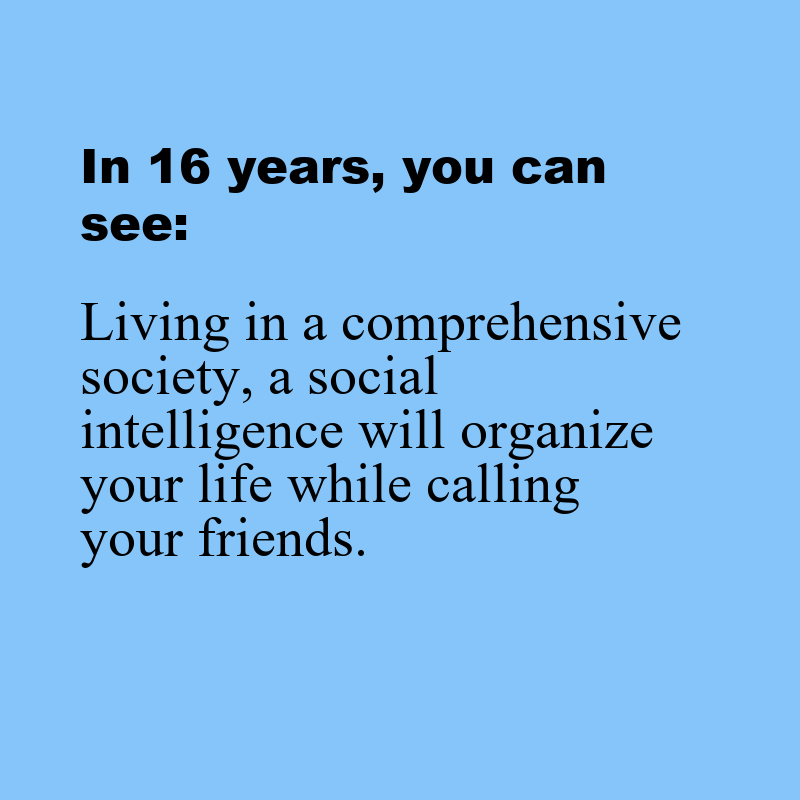 In 16 years, you can
see:
Living in a comprehensive
society, a social
intelligence will organize
your life while calling
your friends.